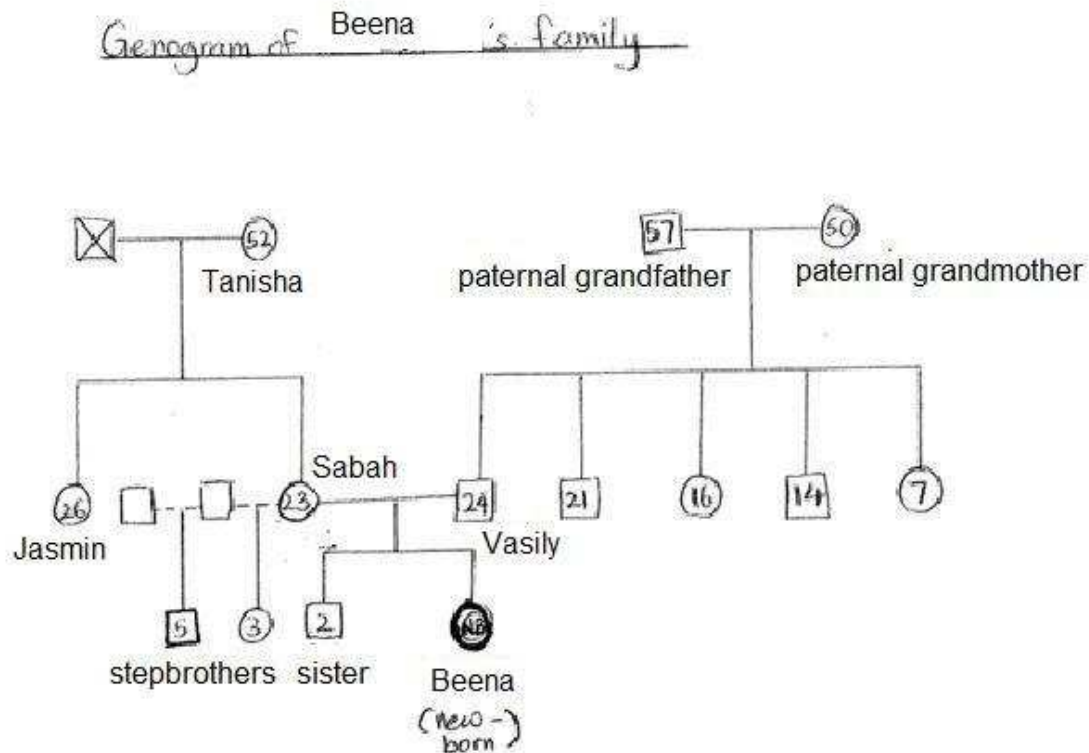 Genogram of Beena 's family
52
57
50
Tanisha
paternal grandfather
paternal grandmother
Sabah
26
23
24
21
16
14
7
Jasmin
Vasily
5
3
2
NB
stepbrothers
sister
Beena
(new-
born)